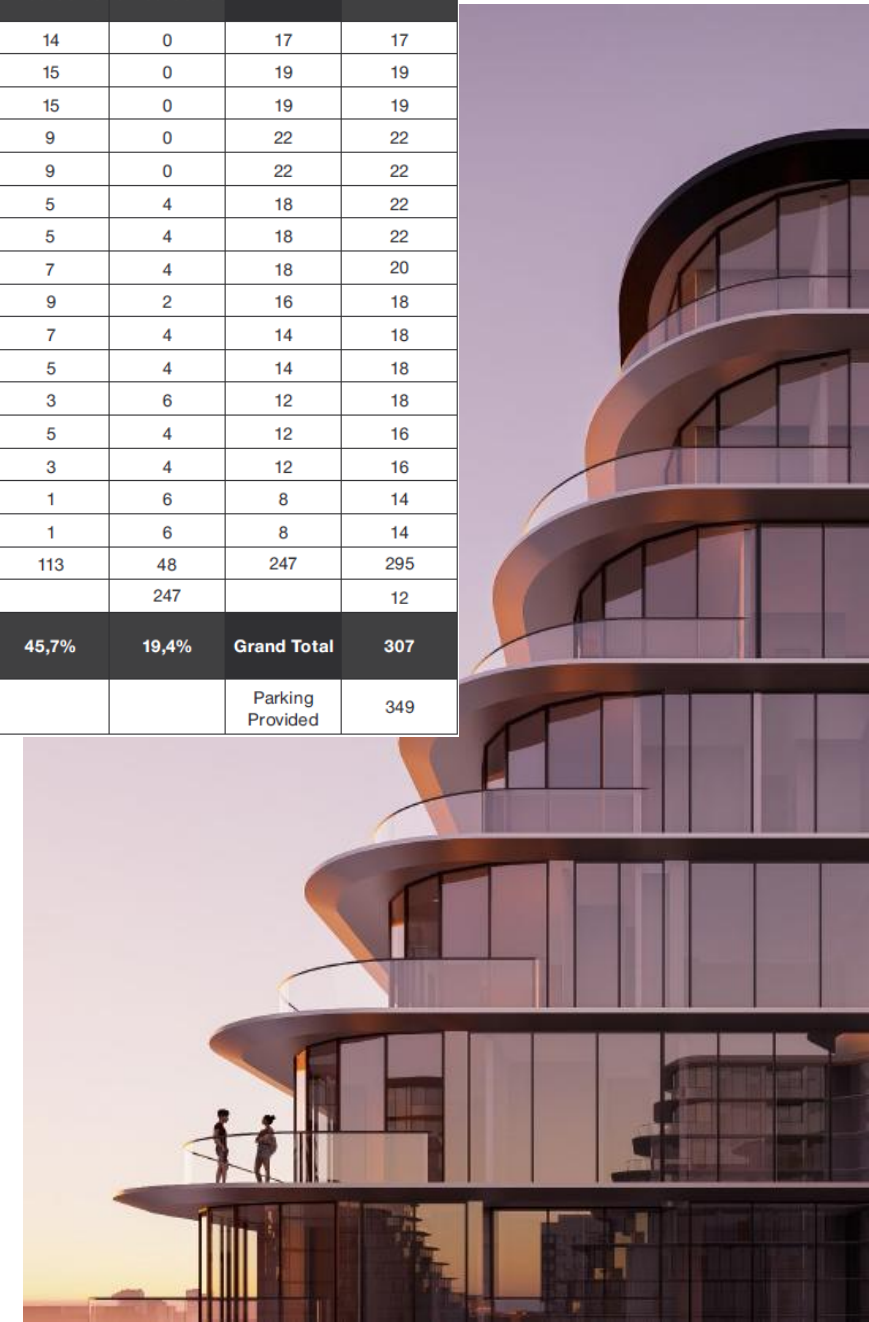 14 0 17 17
15 0 19 19
15 0 19 19
9 0 22 22
9 0 22 22
5 4 18 22
5 4 18 22
7 4 18 20
9 2 16 18
7 4 14 18
5 4 14 18
3 6 12 18
5 4 12 16
3 4 12 16
1 6 8 14
1 6 8 14
113 48 247 295
247 12
45,7% 19,4% Grand Total 307
Parking
Provided 349